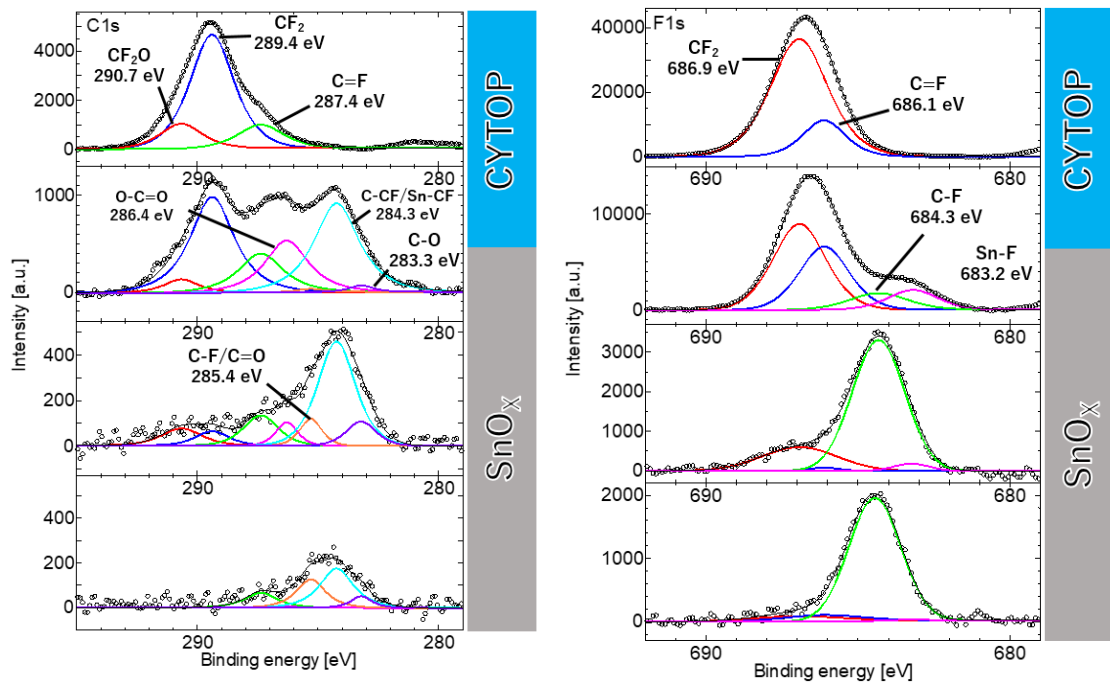 C1s
CF2
289.4 eV
CF2O
290.7 eV
C=F
287.4 eV
4000
2000
0
290
280
O-C=O
286.4 eV
C-CF/Sn-CF
284.3 eV
C-O
283.3 eV
1000
0
290
280
C-F/C=O
285.4 eV
400
200
0
290
280
400
200
0
290
280
Intensity [a.u.]
Binding energy [eV]
CYTOP
SnOX
F1s
CF2
686.9 eV
C=F
686.1 eV
40000
20000
0
690
680
C-F
684.3 eV
Sn-F
683.2 eV
10000
0
690
680
3000
2000
1000
0
690
680
2000
1000
0
690
680
Intensity [a.u.]
Binding energy [eV]
CYTOP
SnOX